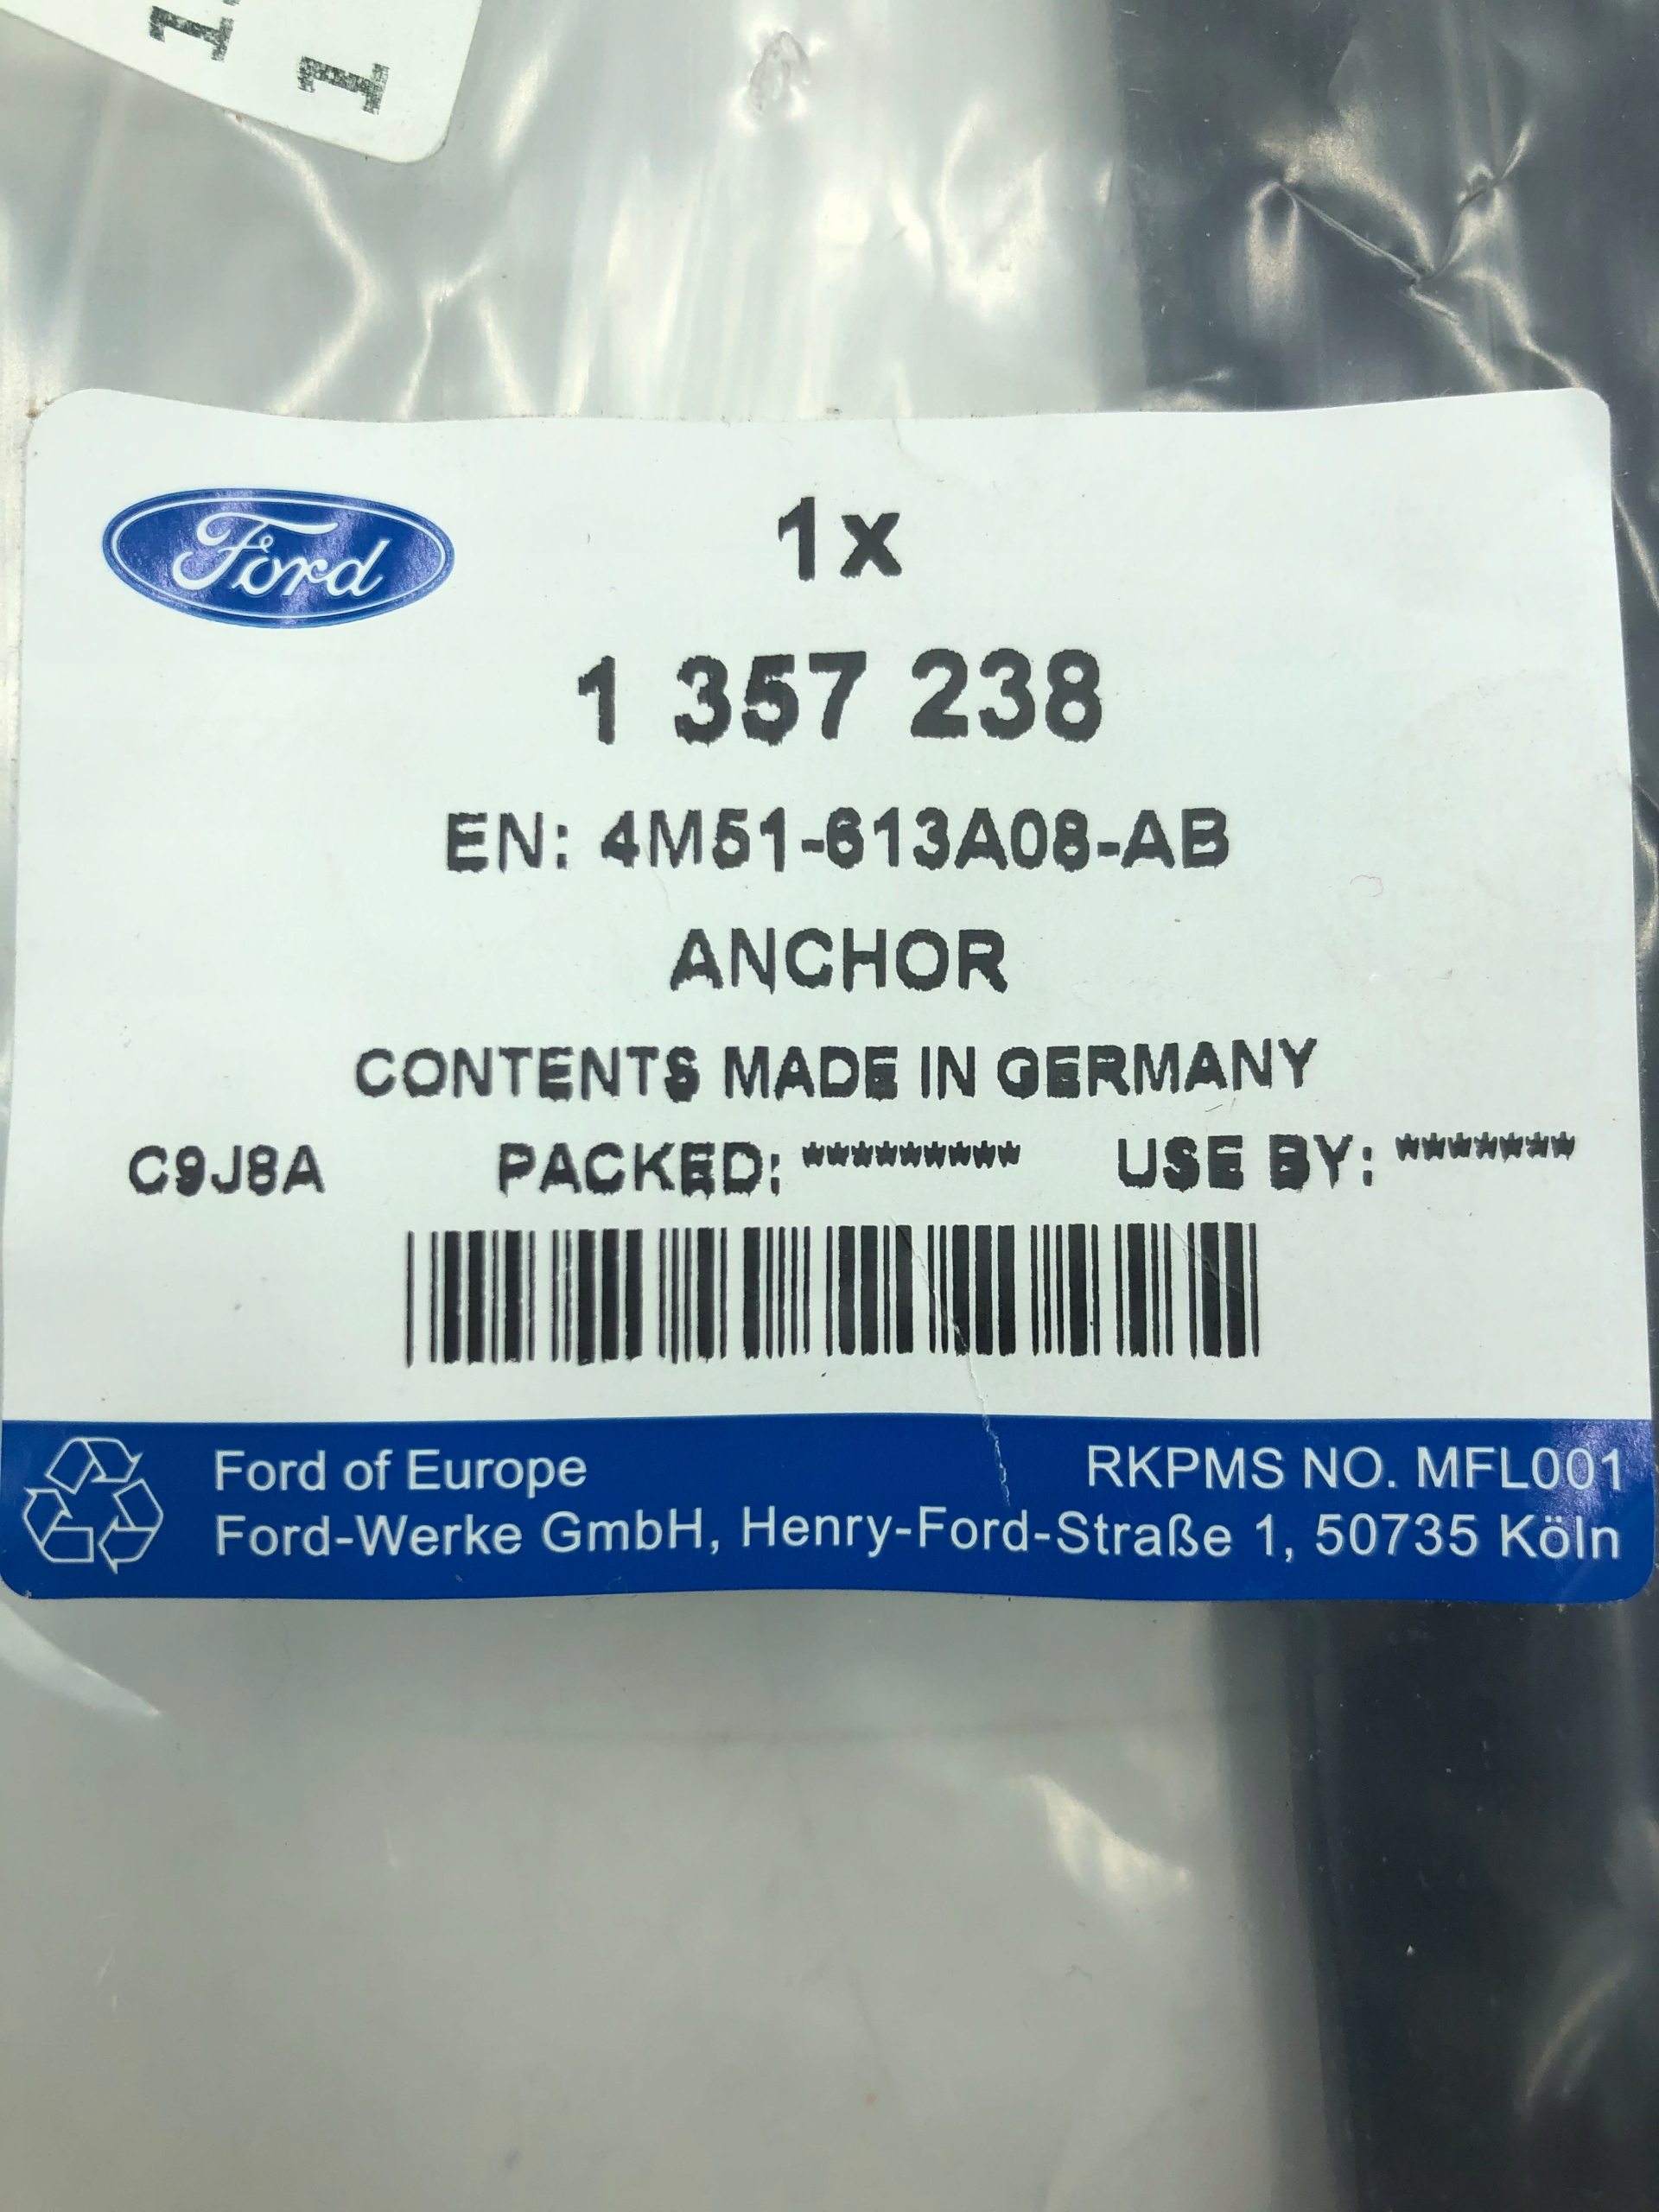 1
Ford
1x
1 357 238
EN: 4M51-613A08-AB
ANCHOR
CONTENTS MADE IN GERMANY
C9J8A PACKED: ********* USE BY: *******
Ford of Europe RKPMS NO. MFL001
Ford-Werke GmbH, Henry-Ford-Straße 1, 50735 Köln